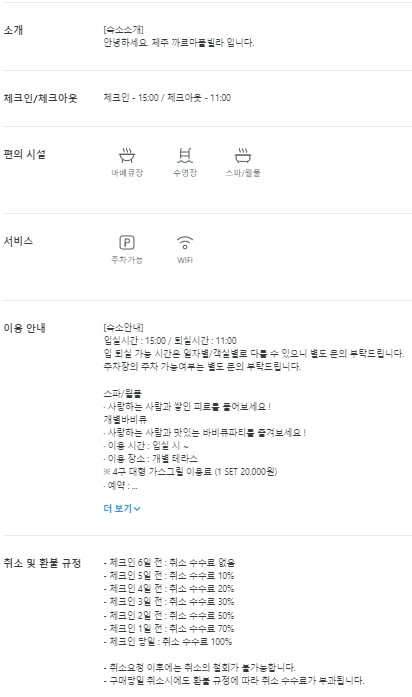 소개
[숙소소개]
안녕하세요. 제주 까르마풀빌라 입니다.
체크인/체크아웃
체크인 - 15:00 / 체크아웃 - 11:00
편의 시설
바베큐장
수영장
스파/월풀
서비스
P
주차가능
WIFI
이용 안내
[숙소안내]
입실시간 : 15:00 / 퇴실시간 : 11:00
입 퇴실 가능 시간은 일자별/객실별로 다를 수 있으니 별도 문의 부탁드립니다.
주차장의 주차 가능여부는 별도 문의 부탁드립니다.
스파/월풀
· 사랑하는 사람과 쌓인 피로를 풀어보세요 !
개별바비큐
· 사랑하는 사람과 맛있는 바비큐파티를 즐겨보세요 !
· 이용 시간 : 입실 시 ~
· 이용 장소 : 개별 테라스
※ 4구 대형 가스그릴 이용료 (1 SET 20,000원)
· 예약 : ...
더 보기
취소 및 환불 규정
- 체크인 6일 전 : 취소 수수료 없음
- 체크인 5일 전 : 취소 수수료 10%
- 체크인 4일 전 : 취소 수수료 20%
- 체크인 3일 전 : 취소 수수료 30%
- 체크인 2일 전 : 취소 수수료 50%
- 체크인 1일 전 : 취소 수수료 70%
- 체크인 당일 : 취소 수수료 100%
- 취소요청 이후에는 취소의 철회가 불가능합니다.
- 구매당일 취소시에도 환불 규정에 따라 취소 수수료가 부과됩니다.